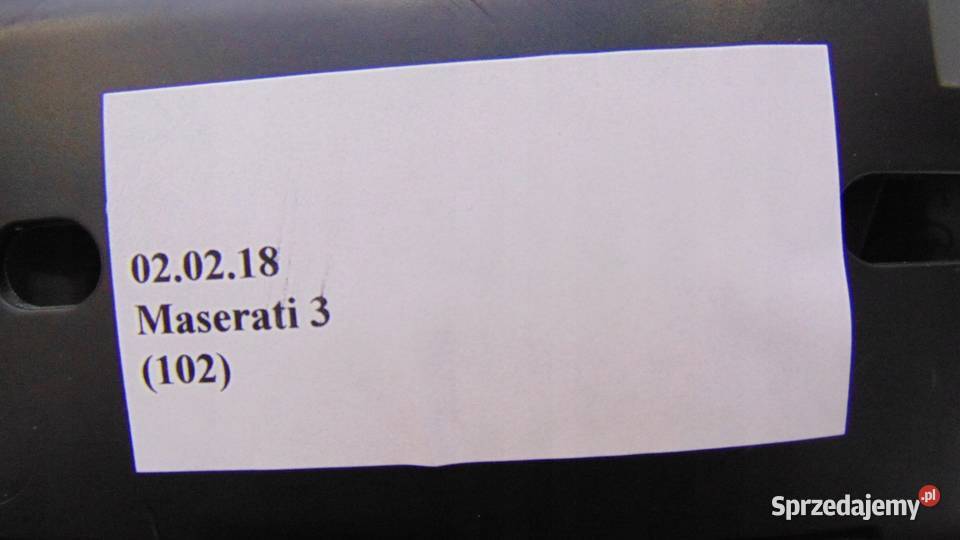 02.02.18
Maserati 3
(102)
Sprzedajemy.pl